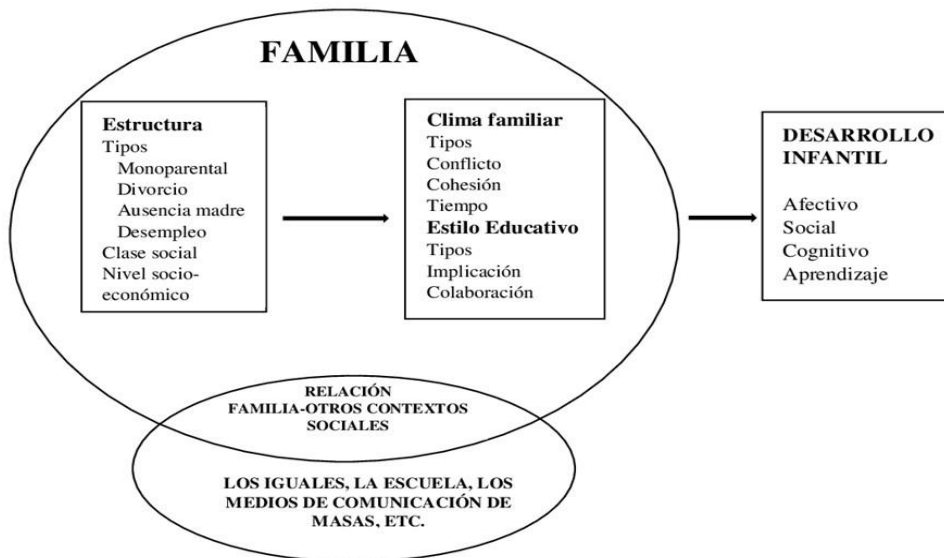 FAMILIA
Estructura
Tipos
Monoparental
Divorcio
Ausencia madre
Desempleo
Clase social
Nivel socio-
económico
Clima familiar
Tipos
Conflicto
Cohesión
Tiempo
Estilo Educativo
Tipos
Implicación
Colaboración
DESARROLLO
INFANTIL
Afectivo
Social
Cognitivo
Aprendizaje
RELACIÓN
FAMILIA-OTROS CONTEXTOS
SOCIALES
LOS IGUALES, LA ESCUELA, LOS
MEDIOS DE COMUNICACIÓN DE
MASAS, ETC.